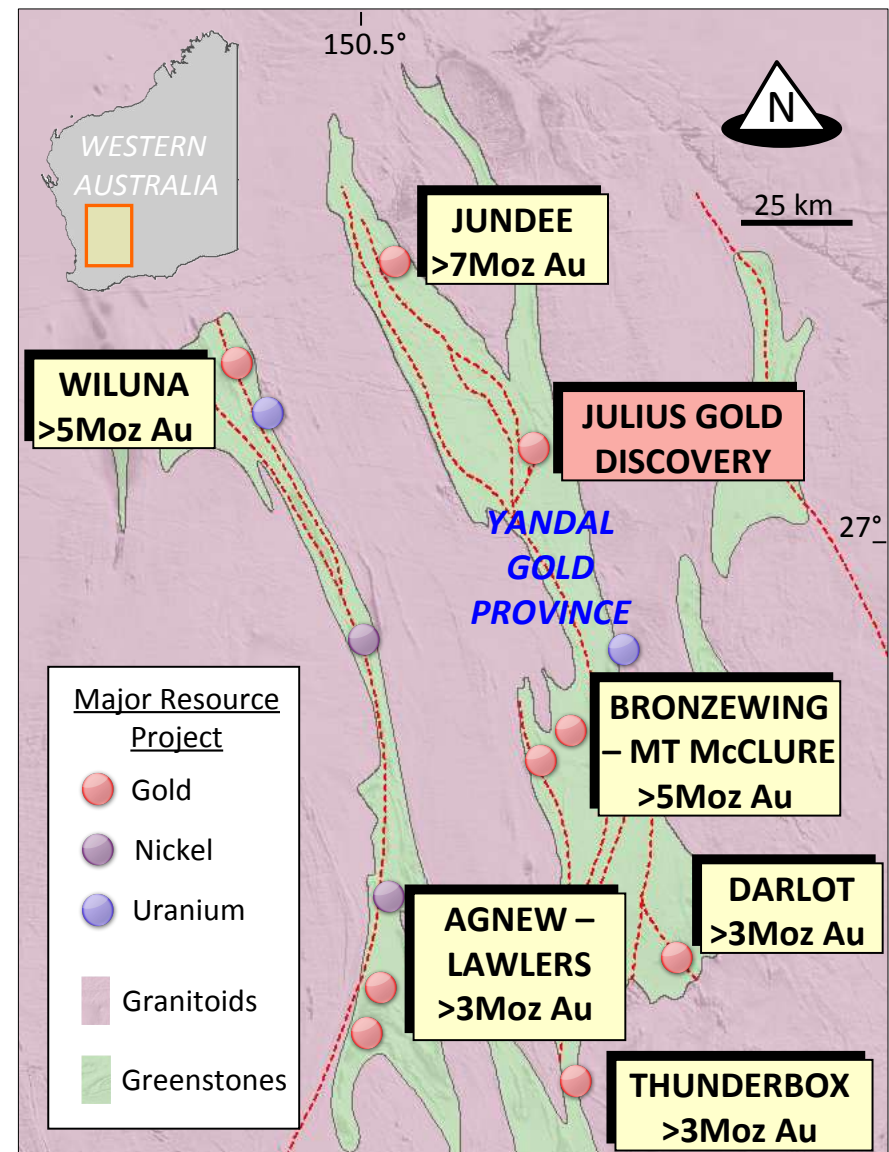 150.5°
N
WESTERN
AUSTRALIA
25 km
JUNDEE
>7Moz Au
WILUNA
>5Moz Au
JULIUS GOLD
DISCOVERY
27°
YANDAL
GOLD
PROVINCE
BRONZEWING
– MT McCLURE
>5Moz Au
Major Resource
Project
Gold
Nickel
Uranium
Granitoids
Greenstones
DARLOT
>3Moz Au
AGNEW –
LAWLERS
>3Moz Au
THUNDERBOX
>3Moz Au